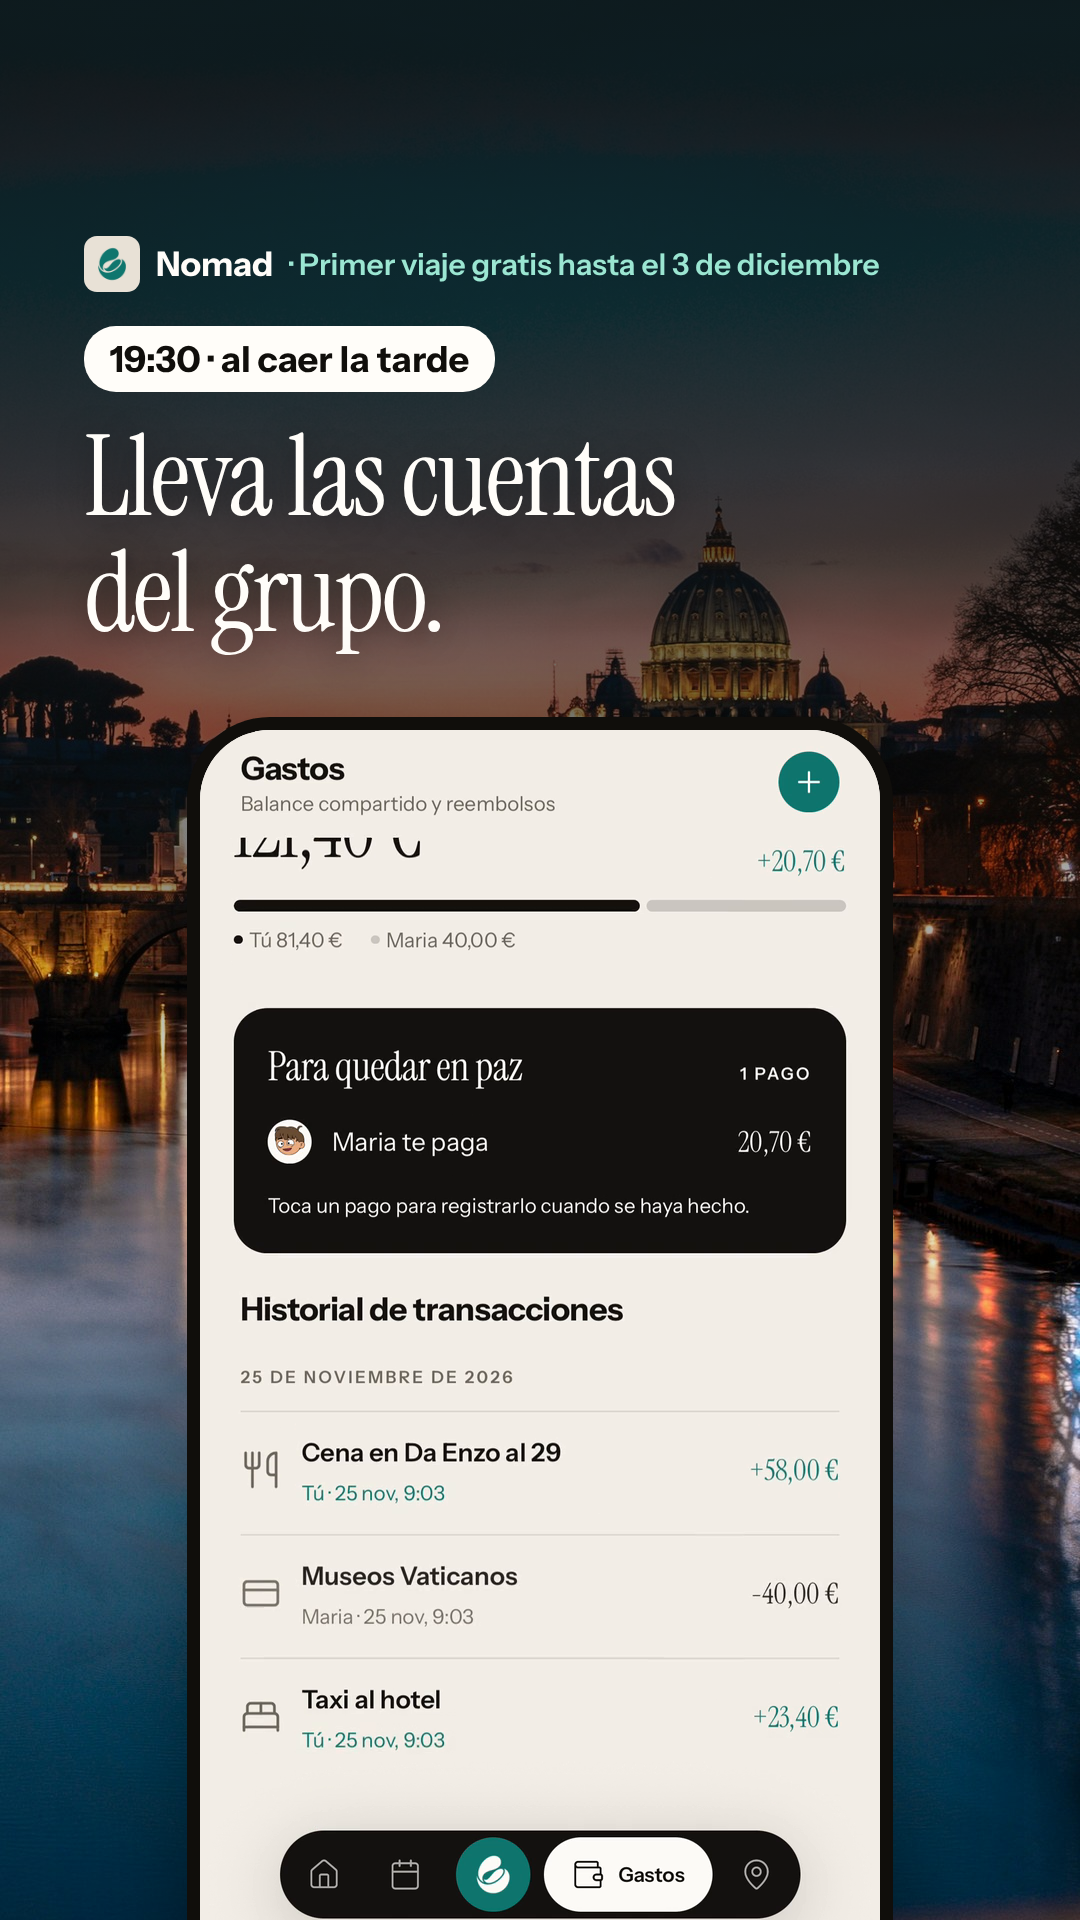 Nomad · Primer viaje gratis hasta el 3 de diciembre
19:30 · al caer la tarde
Lleva las cuentas
del grupo.
Gastos
Balance compartido y reembolsos
121,40 €
+20,70 €
Tú 81,40 € Maria 40,00 €
Para quedar en paz
1 PAGO
Maria te paga
20,70 €
Toca un pago para registrarlo cuando se haya hecho.
Historial de transacciones
25 DE NOVIEMBRE DE 2026
Cena en Da Enzo al 29
+58,00 €
Tú · 25 nov, 9:03
Museos Vaticanos
-40,00 €
Maria · 25 nov, 9:03
Taxi al hotel
+23,40 €
Tú · 25 nov, 9:03
Gastos